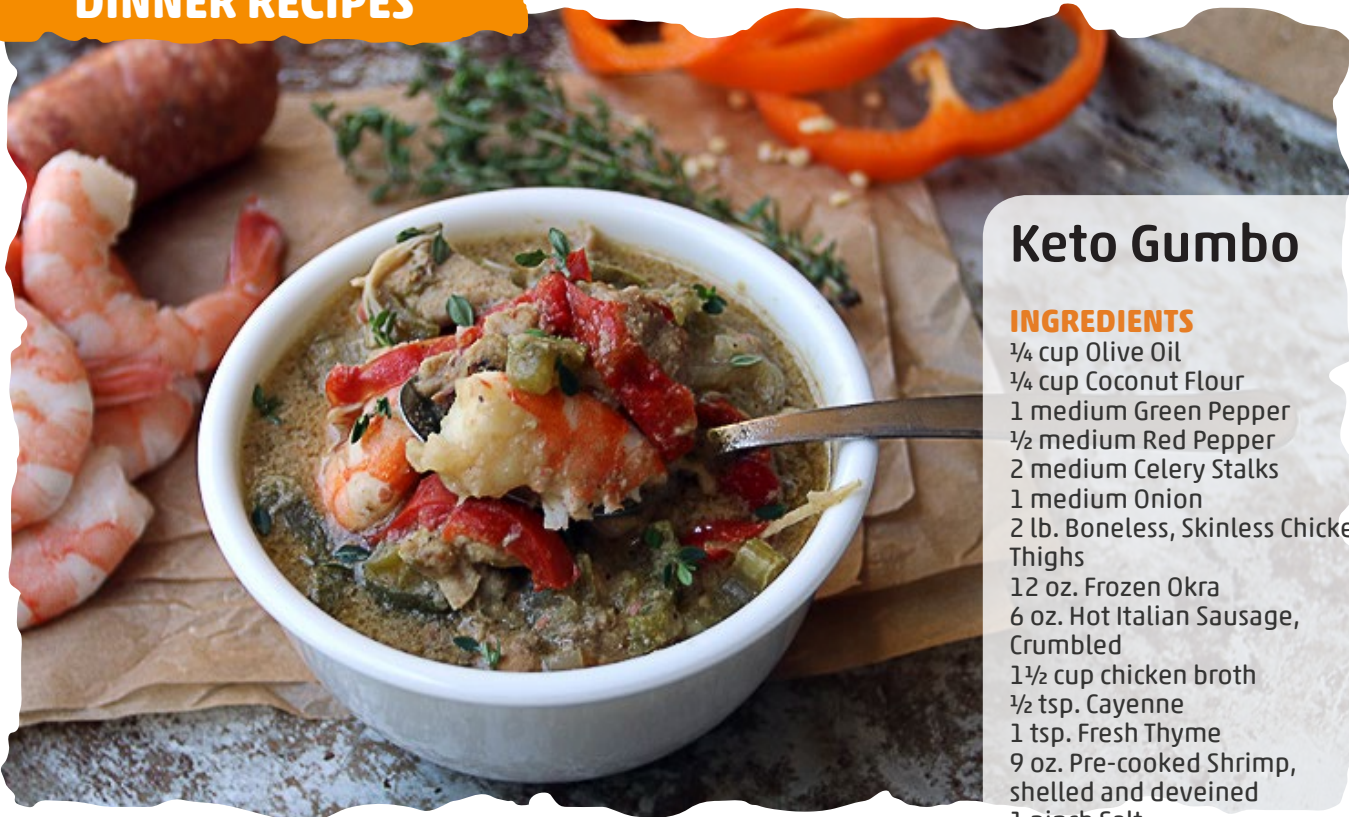 DINNER RECIPES
Keto Gumbo
INGREDIENTS
¼ cup Olive Oil
¼ cup Coconut Flour
1 medium Green Pepper
½ medium Red Pepper
2 medium Celery Stalks
1 medium Onion
2 lb. Boneless, Skinless Chicke
Thighs
12 oz. Frozen Okra
6 oz. Hot Italian Sausage,
Crumbled
1½ cup chicken broth
½ tsp. Cayenne
1 tsp. Fresh Thyme
9 oz. Pre-cooked Shrimp,
shelled and deveined
1 pinch Salt